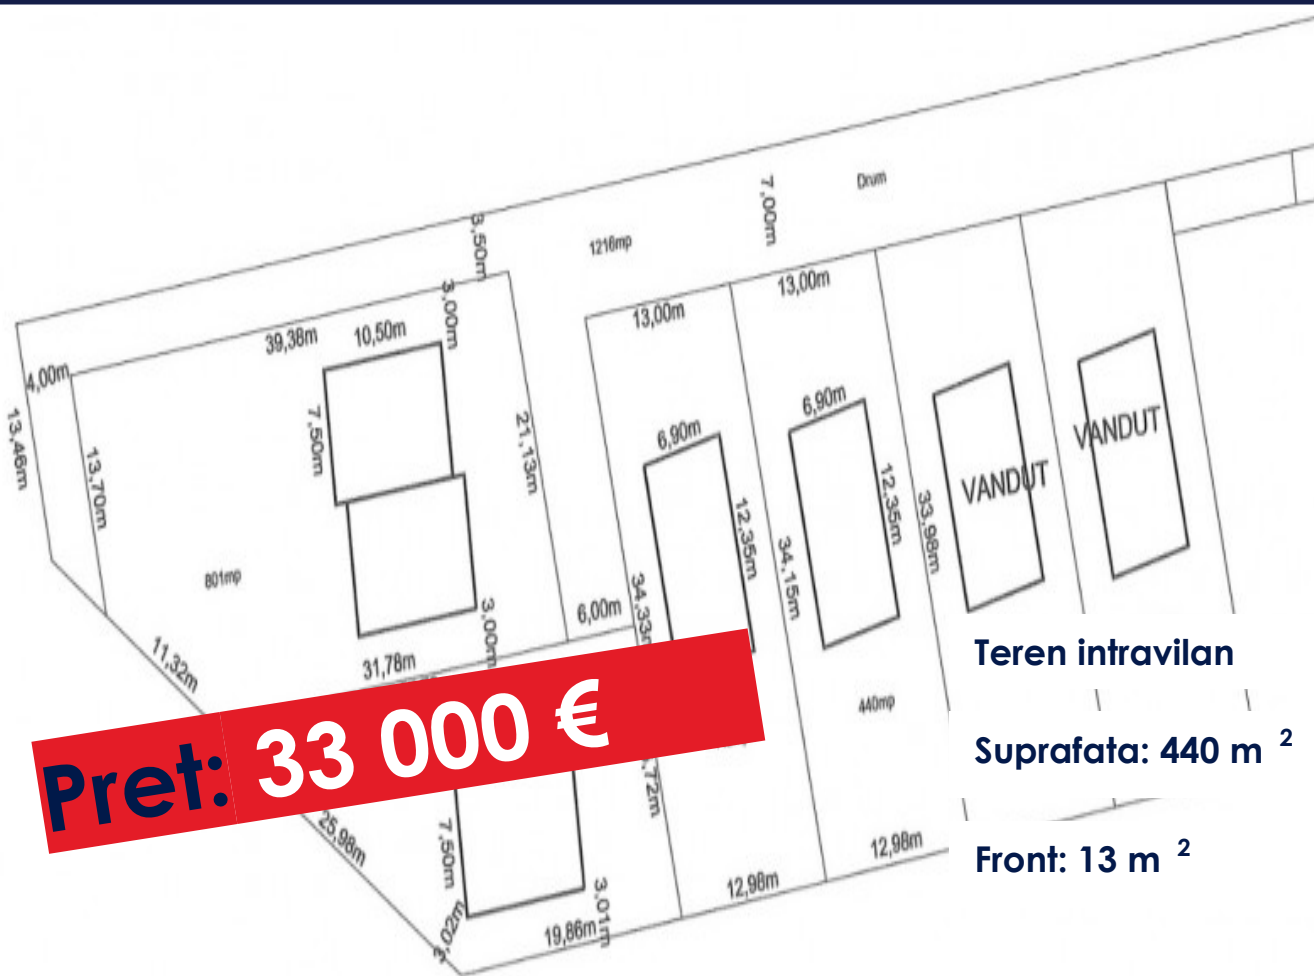 Drum
7,00m
3,50m
1216mp
13,00m
13,00m
3,00m
39,38m
10,50m
4,00m
13,46m
13,70m
7,50m
21,13m
6,90m
6,90m
12,35m
12,35m
34,15m
33,98m
VANDUT
VANDUT
801mp
6,00m
3,00m
31,78m
11,32m
440mp
Teren intravilan
Suprafata: 440 m 2
Front: 13 m 2
Pret: 33 000 €
25,98m
7,50m
3,02m
3,01m
19,86m
12,98m
12,98m